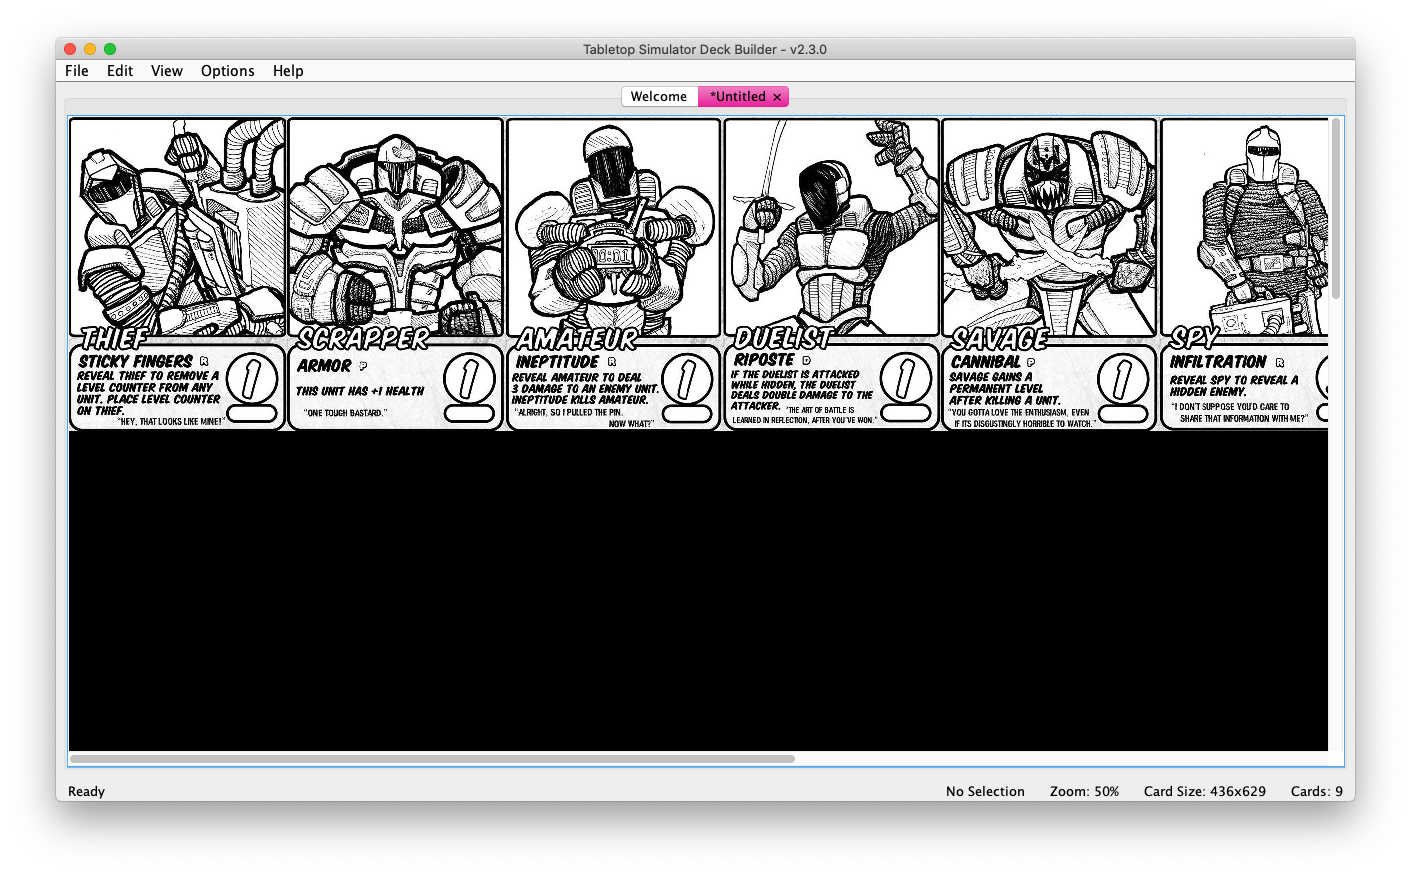 Tabletop Simulator Deck Builder - v2.3.0
File Edit View Options Help
Welcome *Untitled ×
THIEF
STICKY FINGERS R
REVEAL THIEF TO REMOVE A
LEVEL COUNTER FROM ANY
UNIT. PLACE LEVEL COUNTER
ON THIEF.
"HEY, THAT LOOKS LIKE MINE!"
1
SCRAPPER
ARMOR P
THIS UNIT HAS +1 HEALTH
"ONE TOUGH BASTARD."
1
AMATEUR
INEPTITUDE R
REVEAL AMATEUR TO DEAL
3 DAMAGE TO AN ENEMY UNIT.
INEPTITUDE KILLS AMATEUR.
"ALRIGHT, SO I PULLED THE PIN.
NOW WHAT?"
1
DUELIST
RIPOSTE D
IF THE DUELIST IS ATTACKED
WHILE HIDDEN, THE DUELIST
DEALS DOUBLE DAMAGE TO THE
ATTACKER. "THE ART OF BATTLE IS
LEARNED IN REFLECTION, AFTER YOU'VE WON."
1
SAVAGE
CANNIBAL P
SAVAGE GAINS A
PERMANENT LEVEL
AFTER KILLING A UNIT.
"YOU GOTTA LOVE THE ENTHUSIASM, EVEN
IF ITS DISGUSTINGLY HORRIBLE TO WATCH."
1
SPY
INFILTRATION R
REVEAL SPY TO REVEAL A
HIDDEN ENEMY.
"I DON'T SUPPOSE YOU'D CARE TO
SHARE THAT INFORMATION WITH ME?"
Ready No Selection Zoom: 50% Card Size: 436x629 Cards: 9